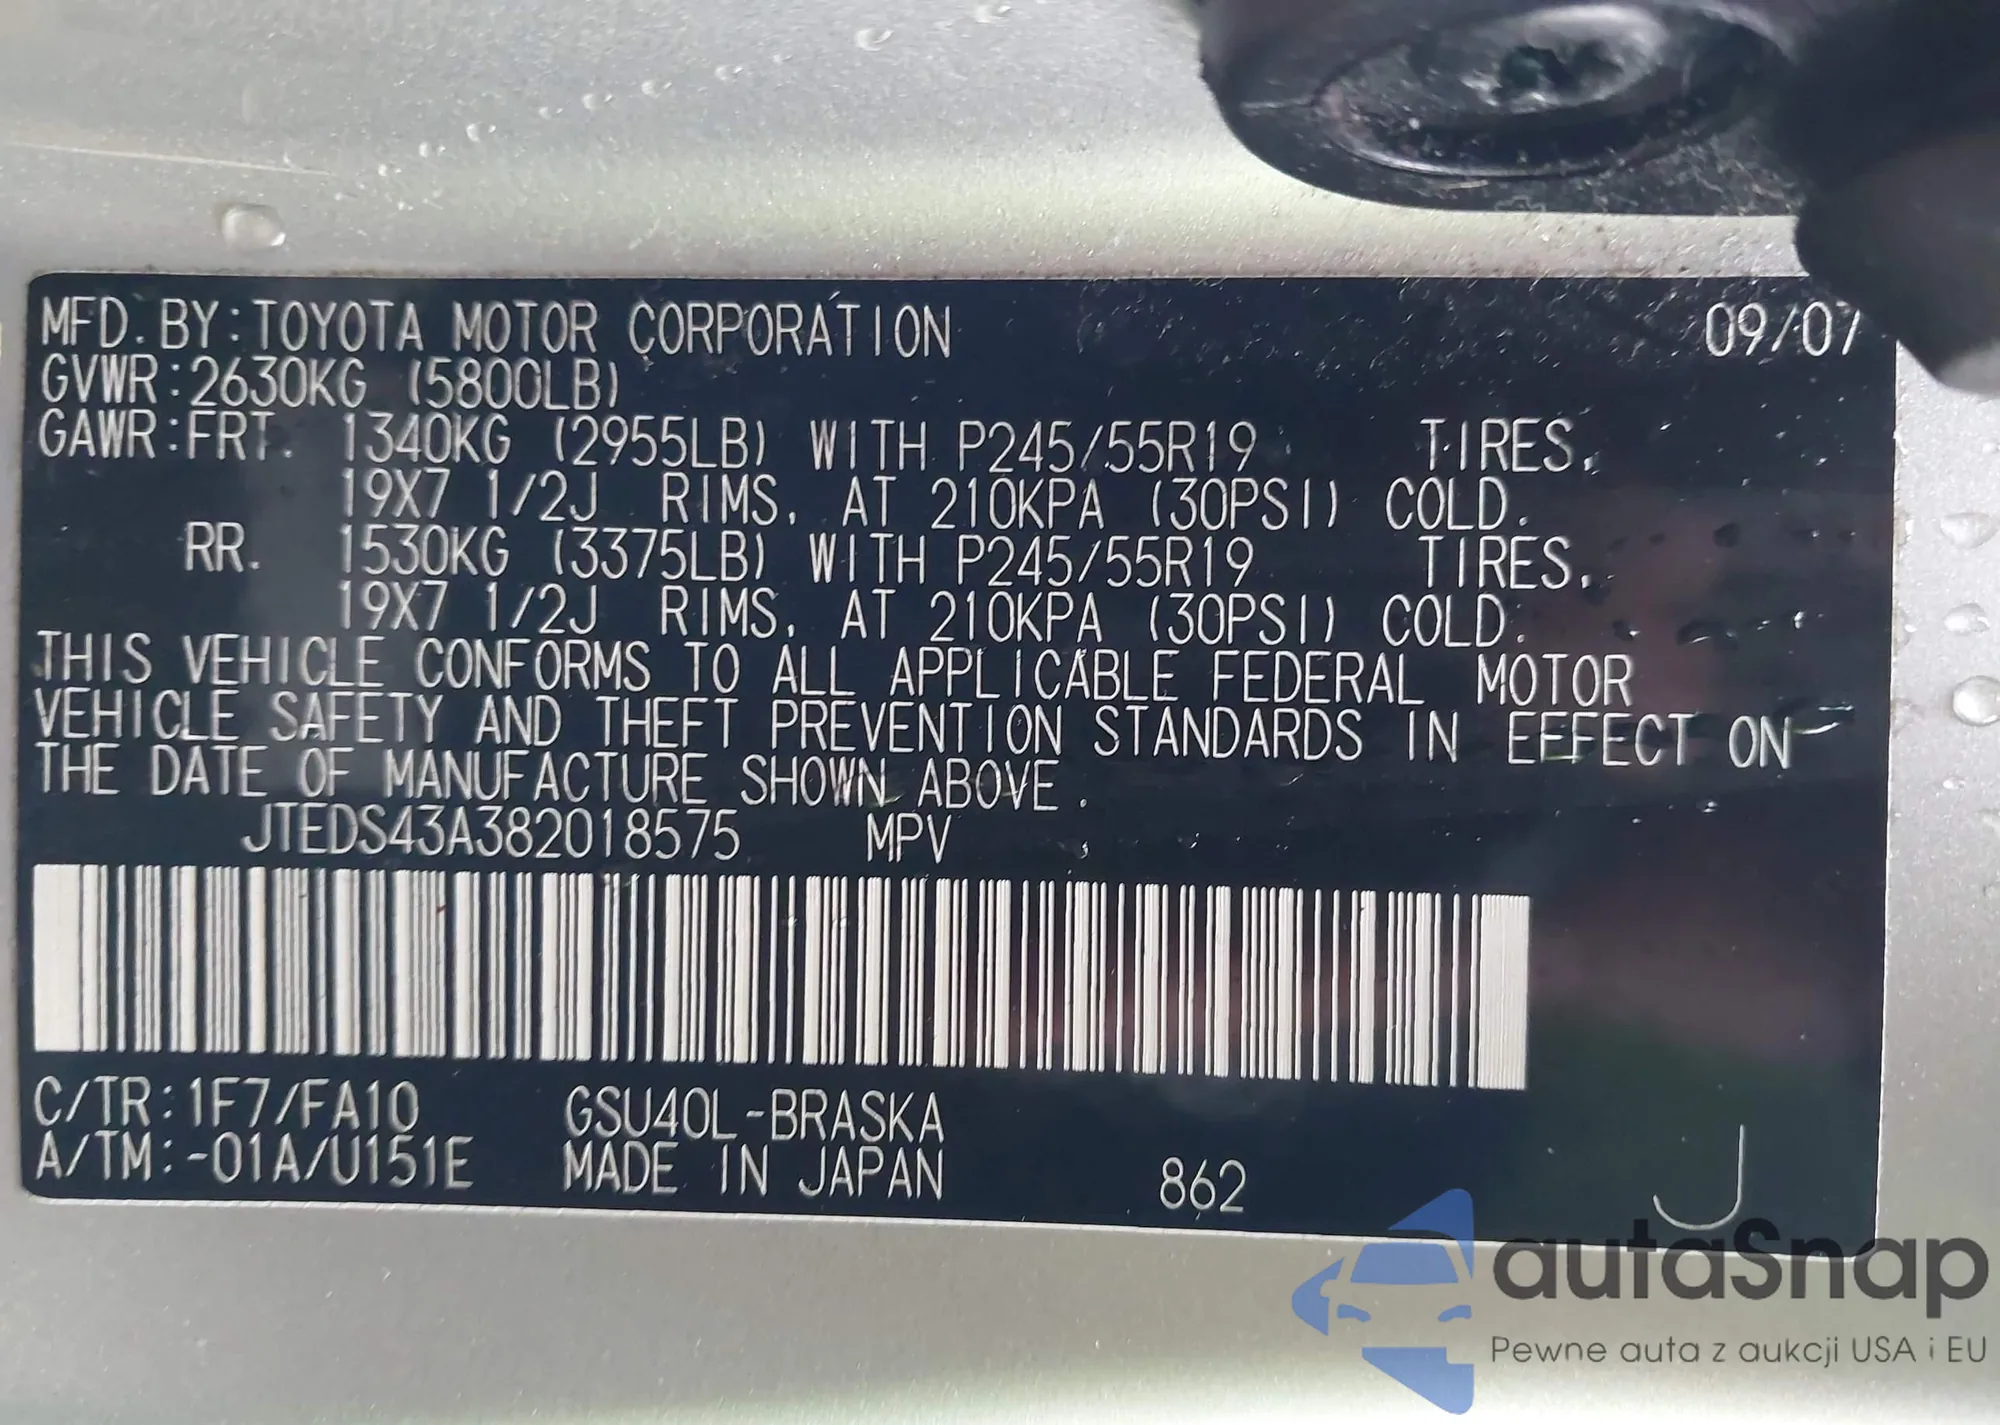 MFD. BY: TOYOTA MOTOR CORPORATION 09/07
GVWR: 2630KG (5800LB)
GAWR: FRT. 1340KG (2955LB) WITH P245/55R19 TIRES,
19X7 1/2J RIMS, AT 210KPA (30PSI) COLD.
RR. 1530KG (3375LB) WITH P245/55R19 TIRES,
19X7 1/2J RIMS, AT 210KPA (30PSI) COLD.
THIS VEHICLE CONFORMS TO ALL APPLICABLE FEDERAL MOTOR
VEHICLE SAFETY AND THEFT PREVENTION STANDARDS IN EFFECT ON
THE DATE OF MANUFACTURE SHOWN ABOVE.
JTEDS43A382018575 MPV
C/TR: 1F7/FA10 GSU40L-BRASKA
A/TM: -01A/U151E MADE IN JAPAN 862 J
autaSnap
Pewne auta z aukcji USA i EU